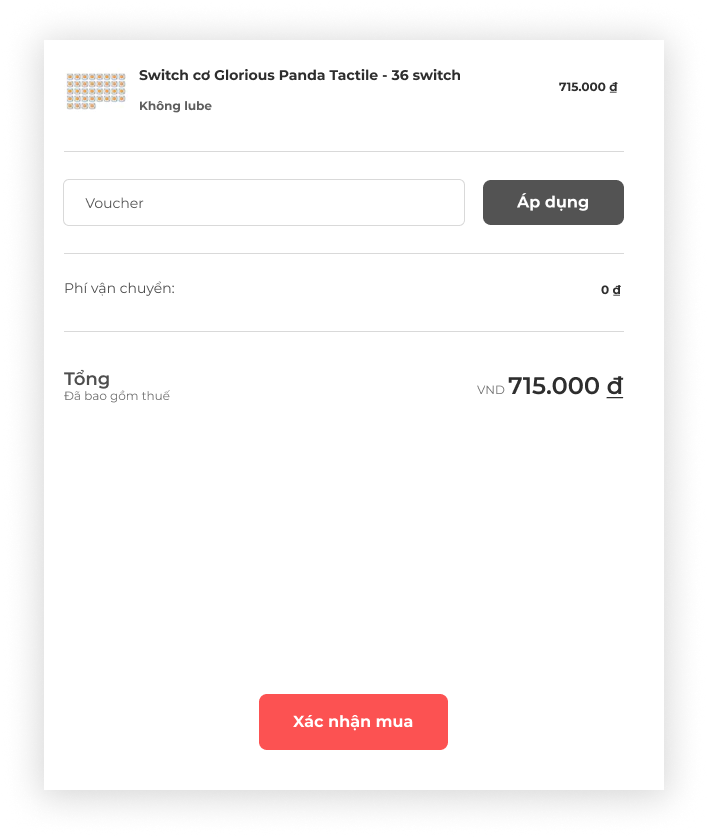 Switch cơ Glorious Panda Tactile - 36 switch
715.000 ₫
Không lube
Voucher
Áp dụng
Phí vận chuyển:
0 ₫
Tổng
Đã bao gồm thuế
VND 715.000 ₫
Xác nhận mua